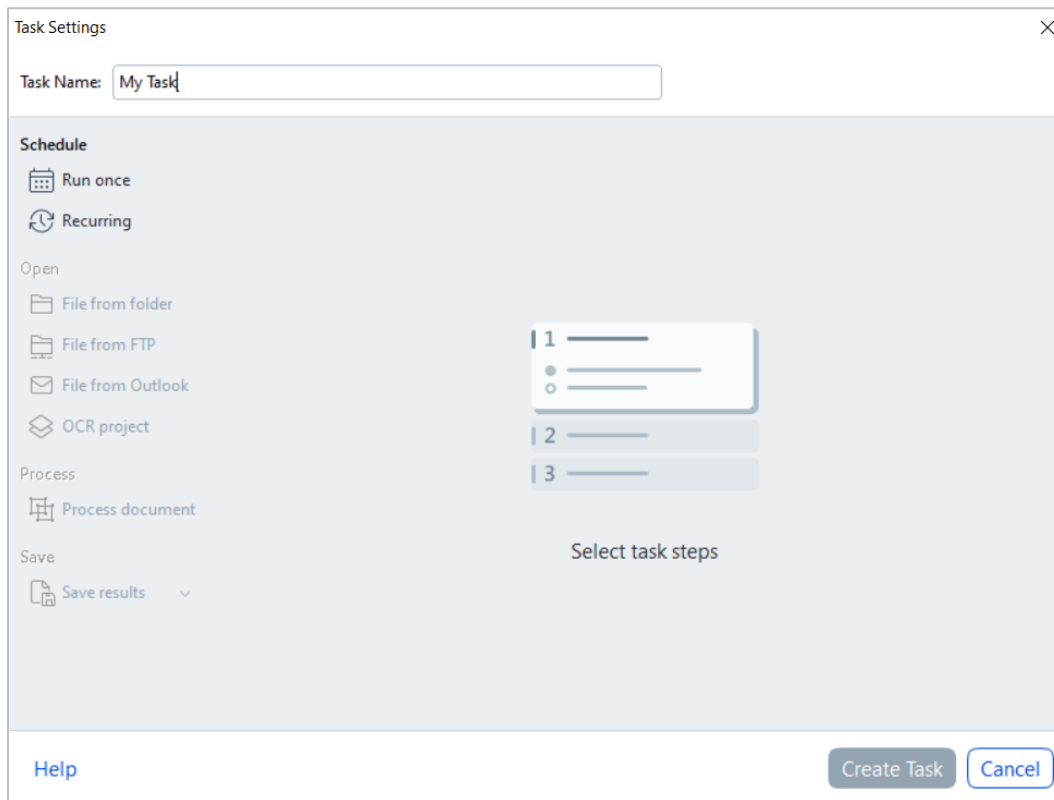 Task Settings
Task Name: My Task
Schedule
Run once
Recurring
Open
File from folder
File from FTP
File from Outlook
OCR project
Process
Process document
Save
Save results
1
2
3
Select task steps
Help
Create Task
Cancel